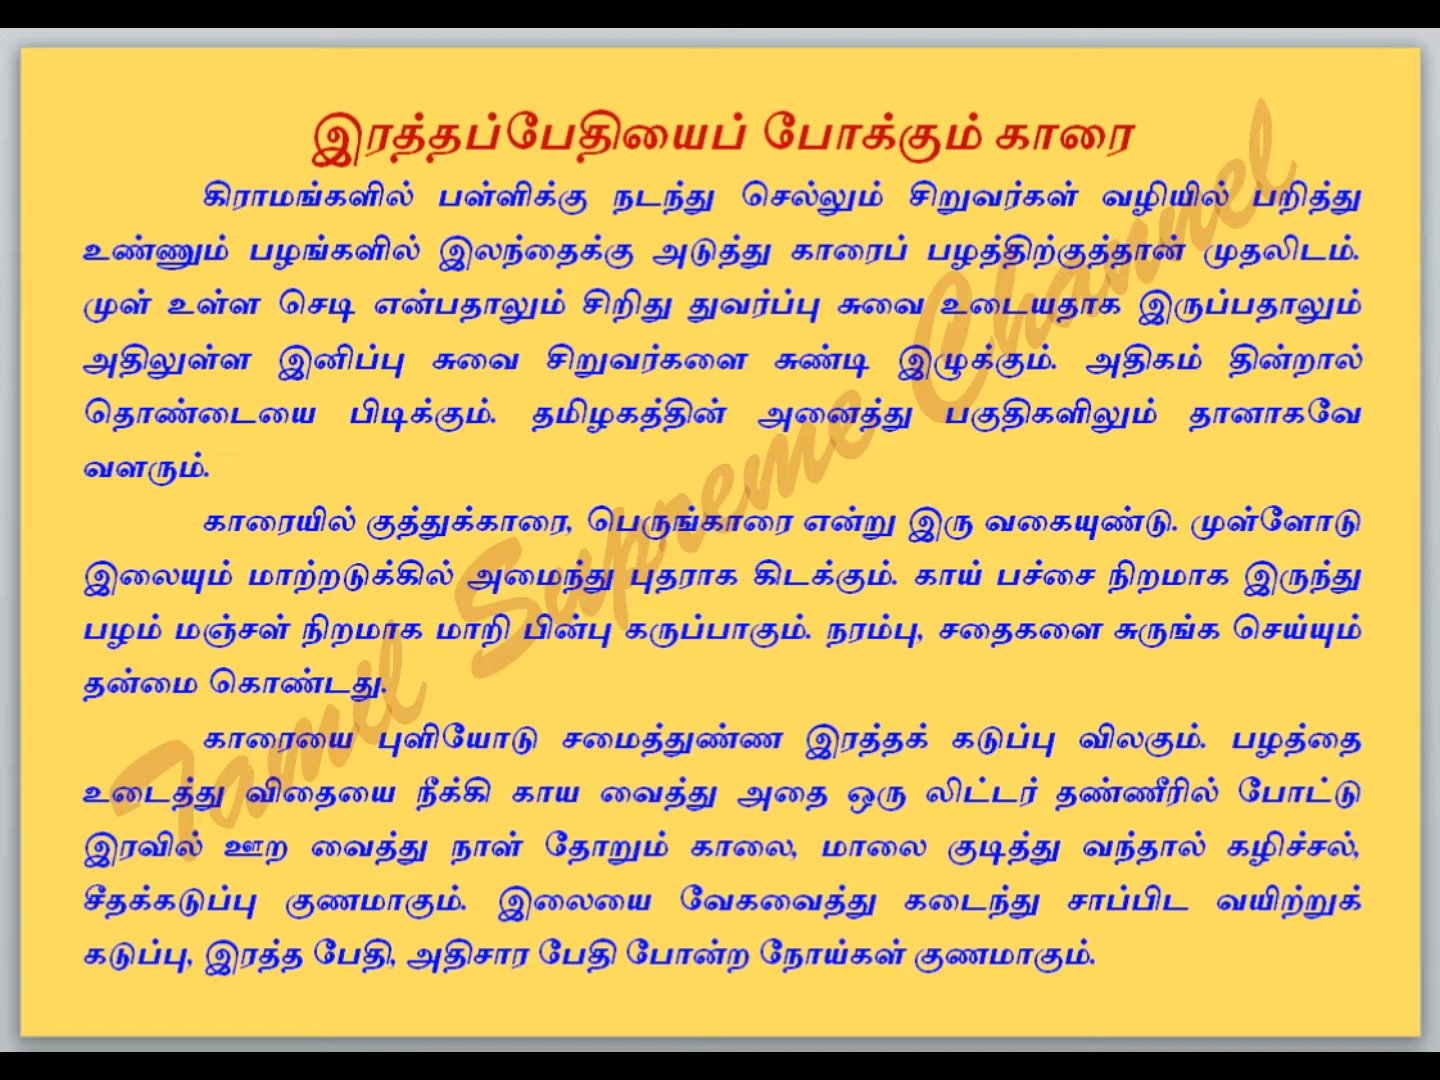 இரத்தப்பேதியைப் போக்கும் காரை
கிராமங்களில் பள்ளிக்கு நடந்து செல்லும் சிறுவர்கள் வழியில் பறித்து
உண்ணும் பழங்களில் இலந்தைக்கு அடுத்து காரைப் பழத்திற்குத்தான் முதலிடம்.
முள் உள்ள செடி என்பதாலும் சிறிது துவர்ப்பு சுவை உடையதாக இருப்பதாலும்
அதிலுள்ள இனிப்பு சுவை சிறுவர்களை சுண்டி இழுக்கும். அதிகம் தின்றால்
தொண்டையை பிடிக்கும். தமிழகத்தின் அனைத்து பகுதிகளிலும் தானாகவே
வளரும்.
காரையில் குத்துக்காரை, பெருங்காரை என்று இரு வகையுண்டு. முள்ளோடு
இலையும் மாற்றடுக்கில் அமைந்து புதராக கிடக்கும். காய் பச்சை நிறமாக இருந்து
பழம் மஞ்சள் நிறமாக மாறி பின்பு கருப்பாகும். நரம்பு, சதைகளை சுருங்க செய்யும்
தன்மை கொண்டது.
காரையை புளியோடு சமைத்துண்ண இரத்தக் கடுப்பு விலகும். பழத்தை
உடைத்து விதையை நீக்கி காய வைத்து அதை ஒரு லிட்டர் தண்ணீரில் போட்டு
இரவில் ஊற வைத்து நாள் தோறும் காலை, மாலை குடித்து வந்தால் கழிச்சல்,
சீதக்கடுப்பு குணமாகும். இலையை வேகவைத்து கடைந்து சாப்பிட வயிற்றுக்
கடுப்பு, இரத்த பேதி, அதிசார பேதி போன்ற நோய்கள் குணமாகும்.
Tamil Supreme Channel